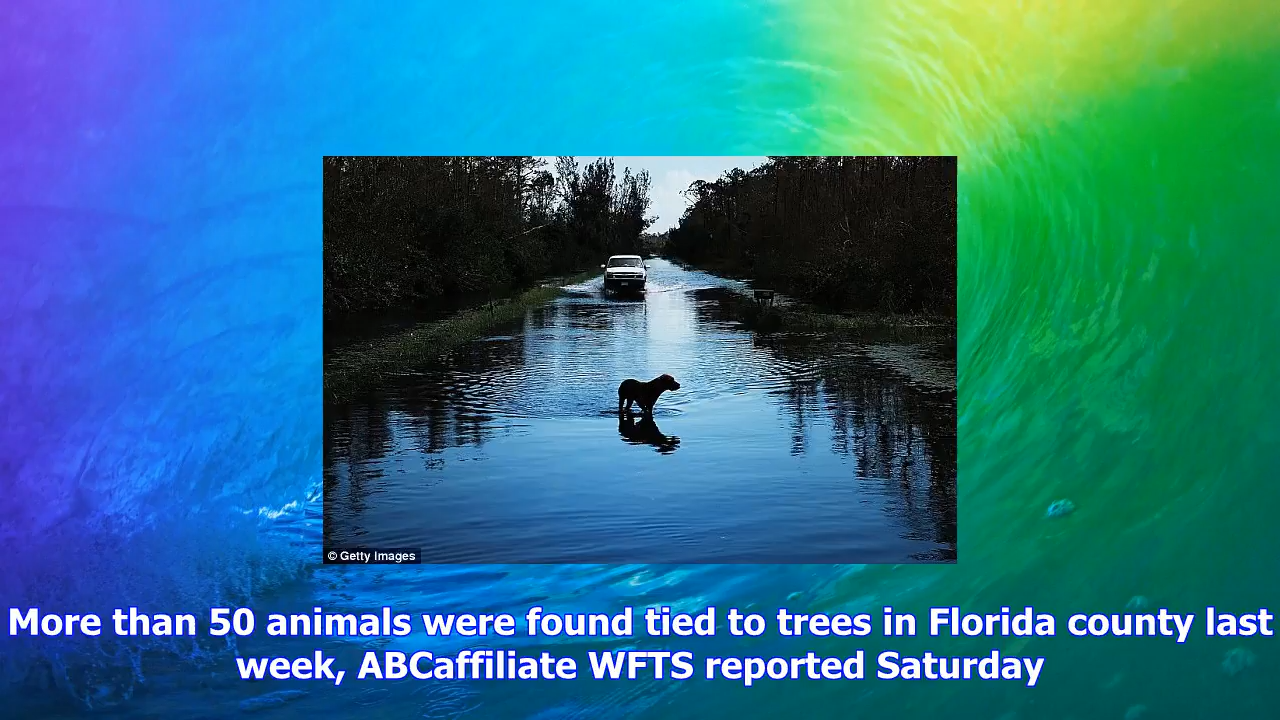 © Getty Images
More than 50 animals were found tied to trees in Florida county last
week, ABCaffiliate WFTS reported Saturday